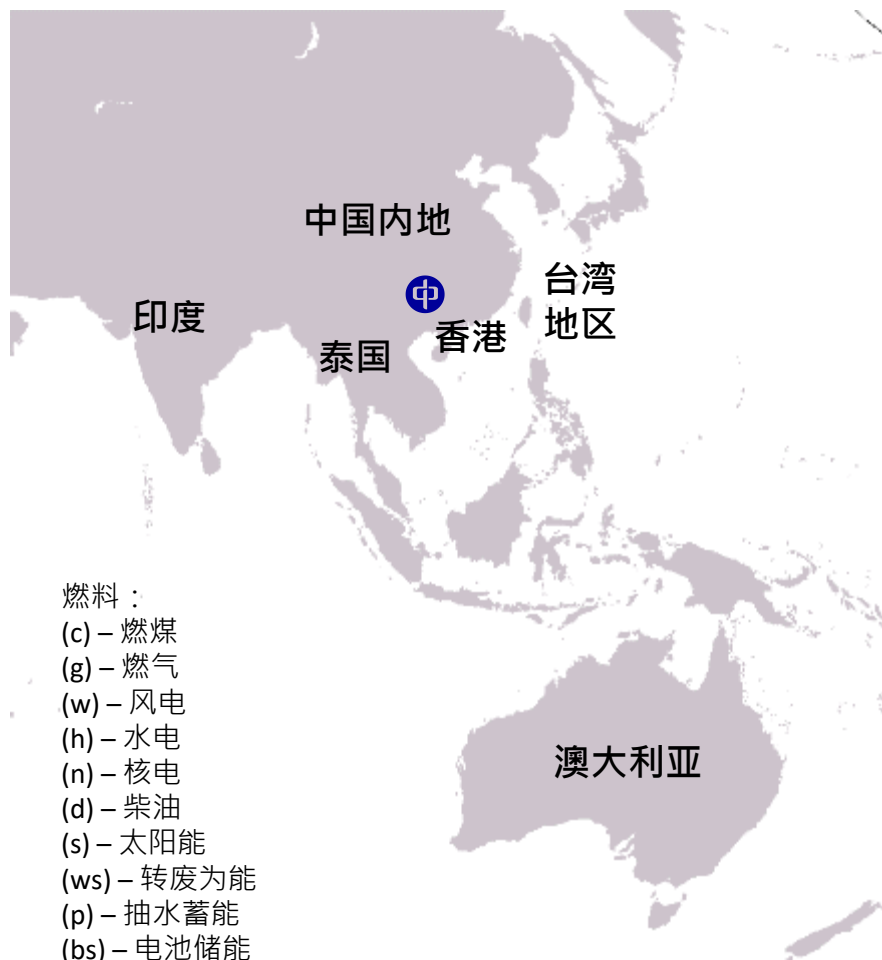 中国内地
台湾
地区
印度
香港
泰国
燃料：
(c) – 燃煤
(g) – 燃气
(w) – 风电
(h) – 水电
(n) – 核电
(d) – 柴油
(s) – 太阳能
(ws) – 转废为能
(p) – 抽水蓄能
(bs) – 电池储能
澳大利亚